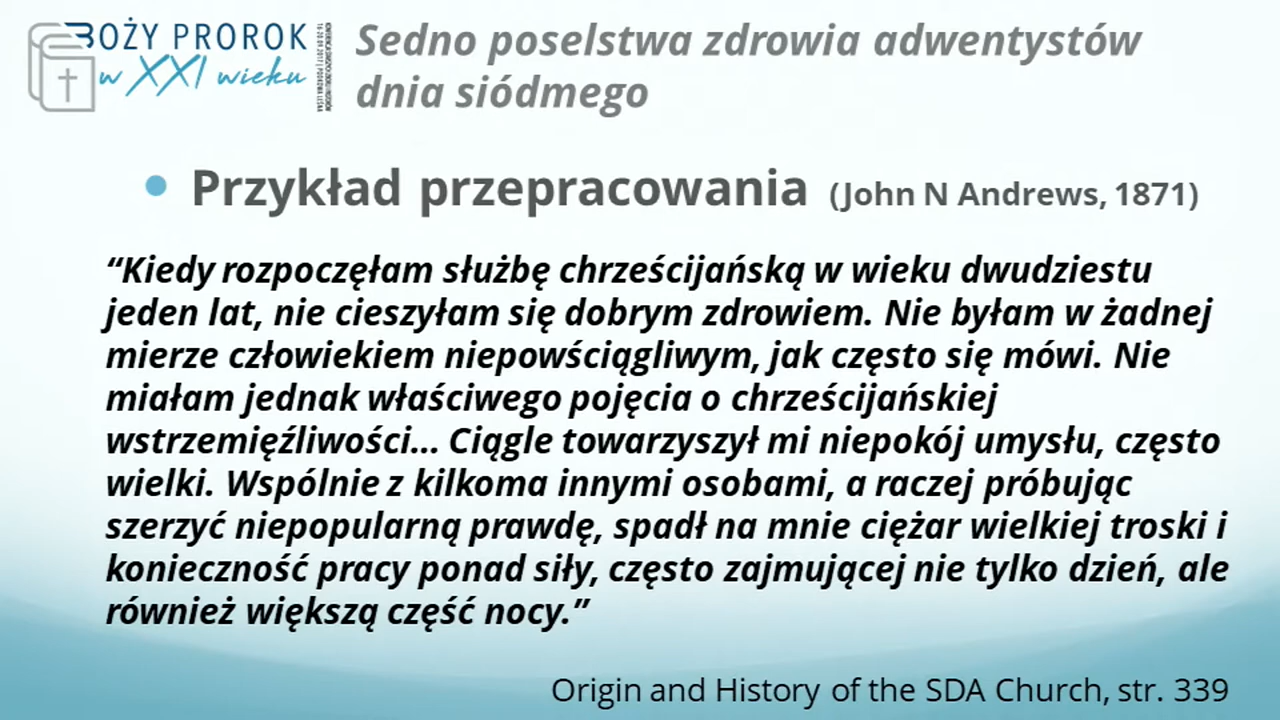 BOŻY PROROK
w XXI wieku
Sedno poselstwa zdrowia adwentystów
dnia siódmego
Przykład przepracowania (John N Andrews, 1871)
“Kiedy rozpoczęłam służbę chrześcijańską w wieku dwudziestu
jeden lat, nie cieszyłam się dobrym zdrowiem. Nie byłam w żadnej
mierze człowiekiem niepowściągliwym, jak często się mówi. Nie
miałam jednak właściwego pojęcia o chrześcijańskiej
wstrzemięźliwości... Ciągle towarzyszył mi niepokój umysłu, często
wielki. Wspólnie z kilkoma innymi osobami, a raczej próbując
szerzyć niepopularną prawdę, spadł na mnie ciężar wielkiej troski i
konieczność pracy ponad siły, często zajmującej nie tylko dzień, ale
również większą część nocy.”
Origin and History of the SDA Church, str. 339